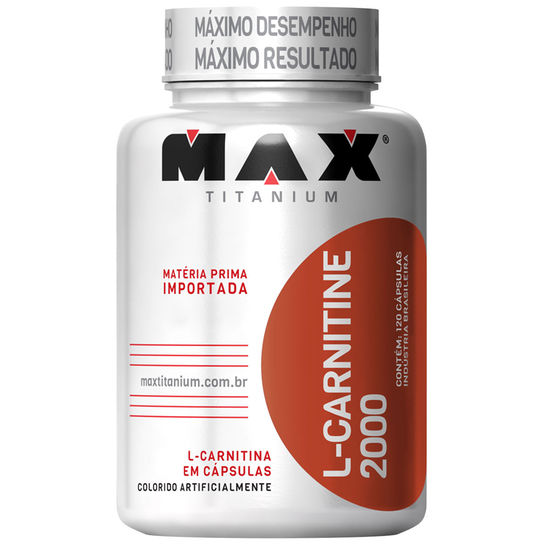 MÁXIMO DESEMPENHO
MÁXIMO RESULTADO
MAX®
TITANIUM
MATÉRIA PRIMA
IMPORTADA
maxtitanium.com.br
L-CARNITINA
EM CÁPSULAS
COLORIDO ARTIFICIALMENTE
L-CARNITINE
2000
CONTÉM: 120 CÁPSULAS
INDÚSTRIA BRASILEIRA